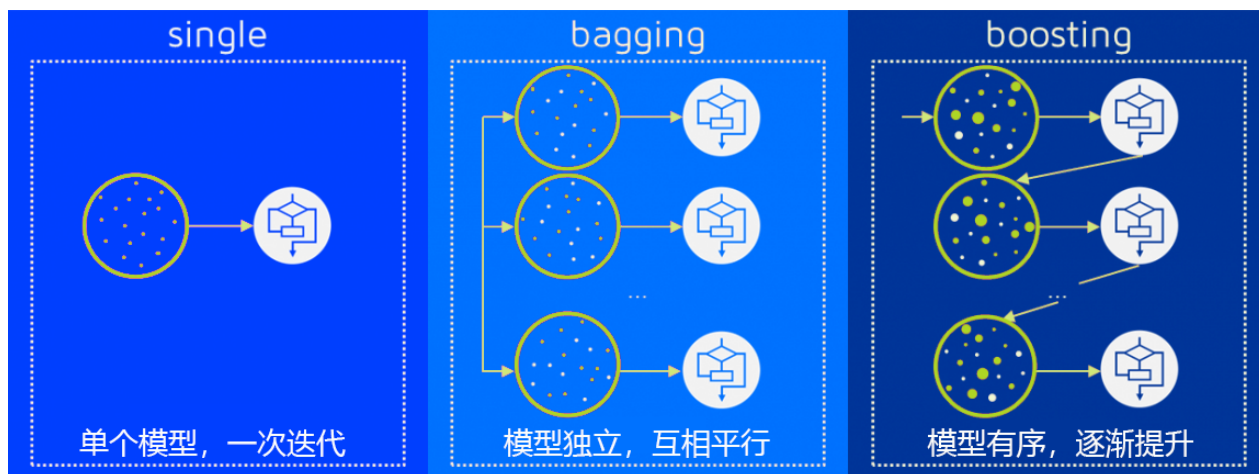 single
bagging
boosting
...
...
单个模型，一次迭代
模型独立，互相平行
模型有序，逐渐提升